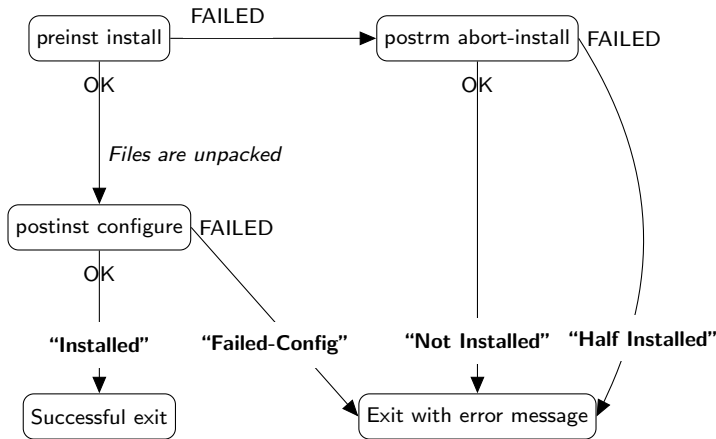 FAILED
preinst install
postrm abort-install
FAILED
OK
OK
Files are unpacked
postinst configure
FAILED
OK
“Installed”
“Failed-Config”
“Not Installed”
“Half Installed”
Successful exit
Exit with error message